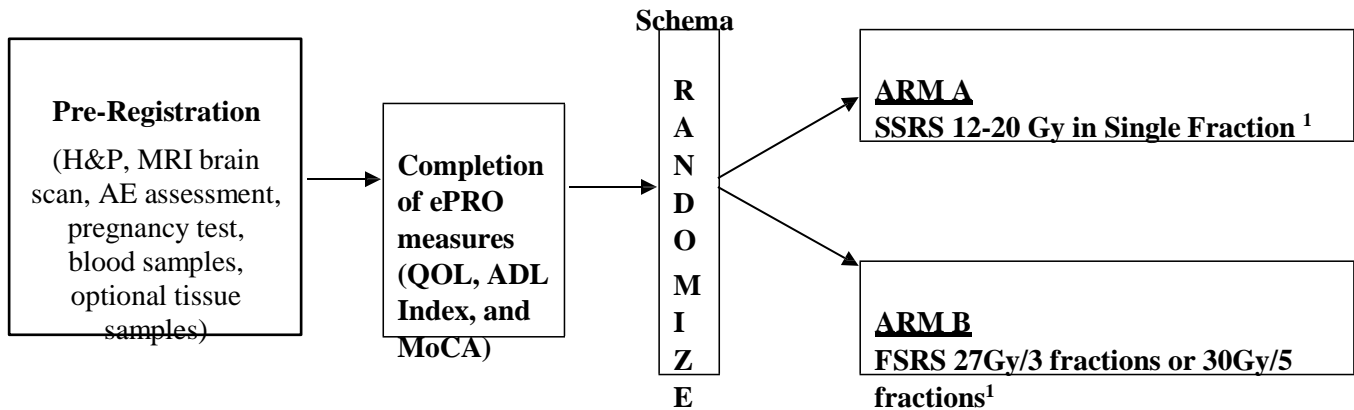 Schema
Pre-Registration
(H&P, MRI brain
scan, AE assessment,
pregnancy test,
blood samples,
optional tissue
samples)
Completion
of ePRO
measures
(QOL, ADL
Index, and
MoCA)
R
A
N
D
O
M
I
Z
E
ARM A
SSRS 12-20 Gy in Single Fraction ¹
ARM B
FSRS 27Gy/3 fractions or 30Gy/5
fractions¹